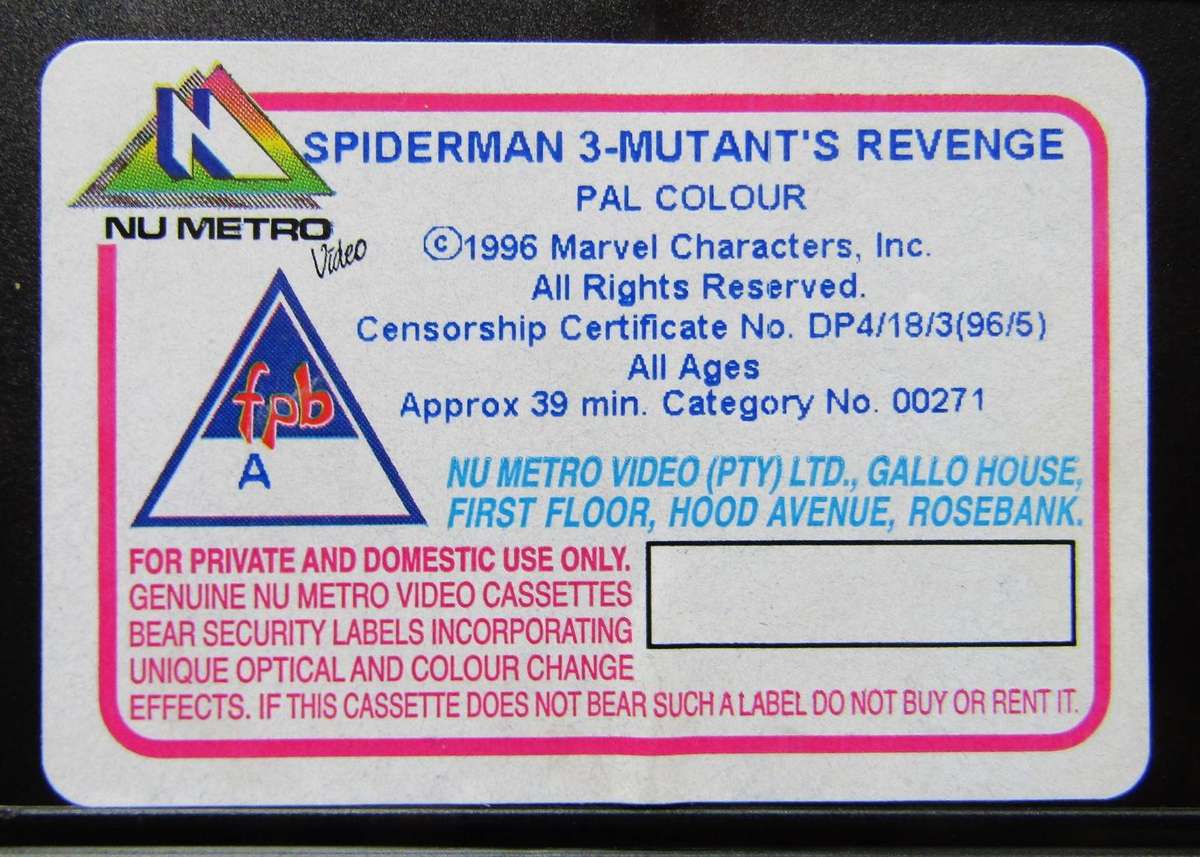 N
NU METRO
Video
SPIDERMAN 3-MUTANT'S REVENGE
PAL COLOUR
©1996 Marvel Characters, Inc.
All Rights Reserved.
Censorship Certificate No. DP4/18/3(96/5)
All Ages
Approx 39 min. Category No. 00271
fpb
A
NU METRO VIDEO (PTY) LTD., GALLO HOUSE,
FIRST FLOOR, HOOD AVENUE, ROSEBANK.
FOR PRIVATE AND DOMESTIC USE ONLY.
GENUINE NU METRO VIDEO CASSETTES
BEAR SECURITY LABELS INCORPORATING
UNIQUE OPTICAL AND COLOUR CHANGE
EFFECTS. IF THIS CASSETTE DOES NOT BEAR SUCH A LABEL DO NOT BUY OR RENT IT.